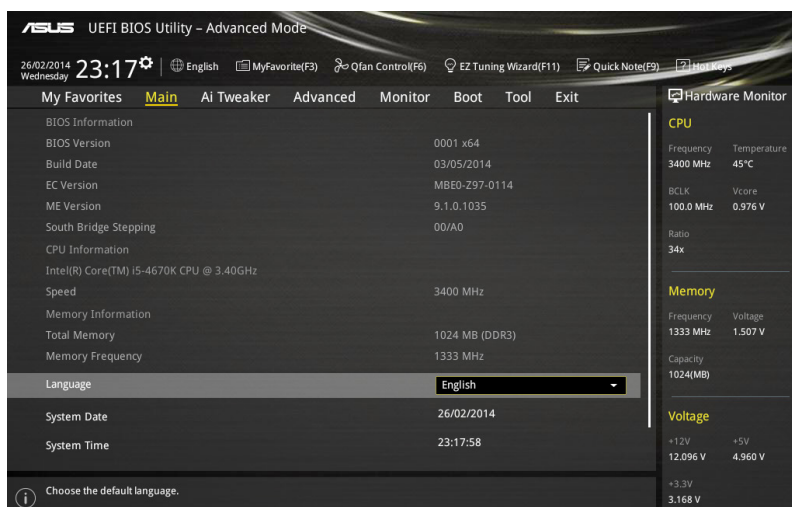 ASUS UEFI BIOS Utility – Advanced Mode
26/02/2014
Wednesday
23:17 English MyFavorite(F3) Qfan Control(F6) EZ Tuning Wizard(F11) Quick Note(F9) Hot Keys
My Favorites Main Ai Tweaker Advanced Monitor Boot Tool Exit
BIOS Information
BIOS Version 0001 x64
Build Date 03/05/2014
EC Version MBE0-Z97-0114
ME Version 9.1.0.1035
South Bridge Stepping 00/A0
CPU Information
Intel(R) Core(TM) i5-4670K CPU @ 3.40GHz
Speed 3400 MHz
Memory Information
Total Memory 1024 MB (DDR3)
Memory Frequency 1333 MHz
Language English
System Date 26/02/2014
System Time 23:17:58
Choose the default language.
Hardware Monitor
CPU
Frequency Temperature
3400 MHz 45°C
BCLK Vcore
100.0 MHz 0.976 V
Ratio
34x
Memory
Frequency Voltage
1333 MHz 1.507 V
Capacity
1024(MB)
Voltage
+12V +5V
12.096 V 4.960 V
+3.3V
3.168 V